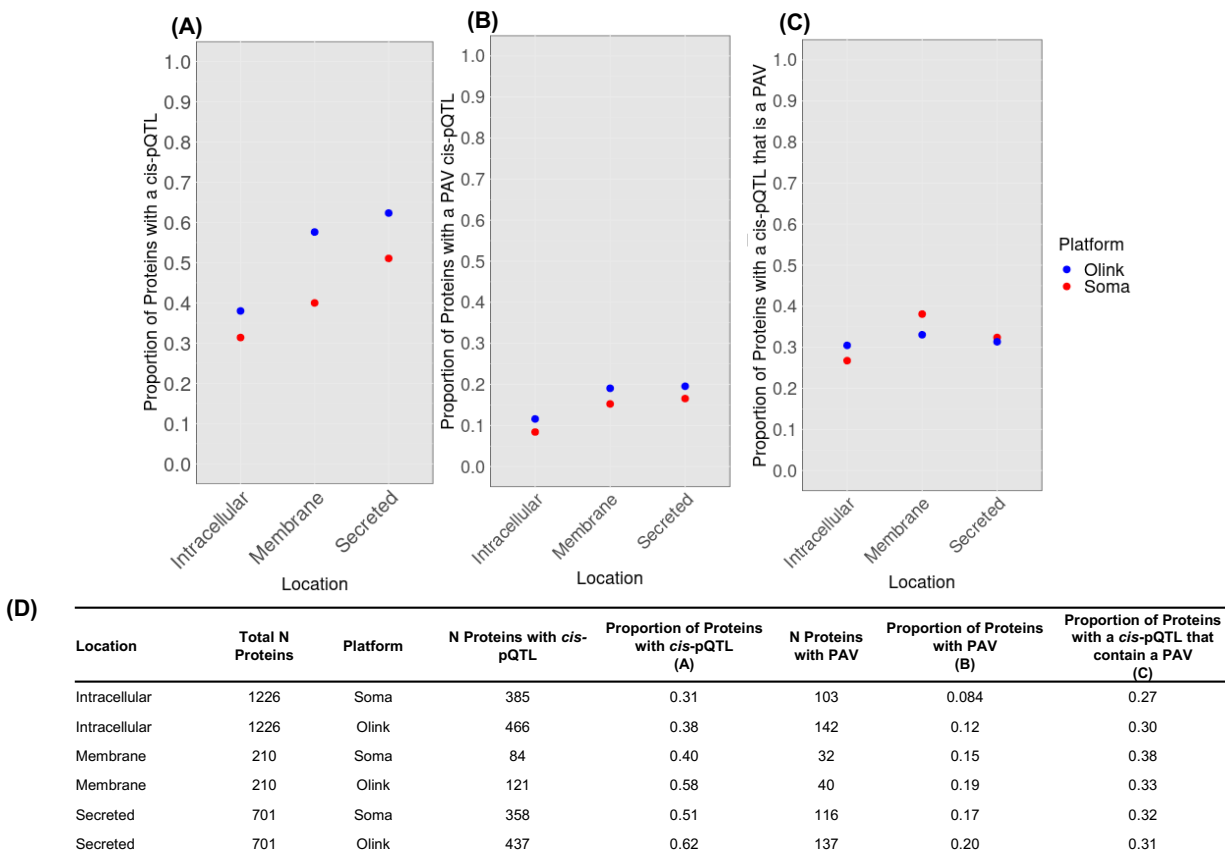 (A)
Proportion of Proteins with a cis-pQTL
1.0
0.9
0.8
0.7
0.6
0.5
0.4
0.3
0.2
0.1
0.0
Intracellular
Membrane
Secreted
Location
(B)
Proportion of Proteins with a PAV cis-pQTL
1.0
0.9
0.8
0.7
0.6
0.5
0.4
0.3
0.2
0.1
0.0
Intracellular
Membrane
Secreted
Location
(C)
Proportion of Proteins with a cis-pQTL that is a PAV
1.0
0.9
0.8
0.7
0.6
0.5
0.4
0.3
0.2
0.1
0.0
Intracellular
Membrane
Secreted
Location
Platform
Olink
Soma
(D)
Location
Total N
Proteins
Platform
N Proteins with cis-
pQTL
Proportion of Proteins
with cis-pQTL
(A)
N Proteins
with PAV
Proportion of Proteins
with PAV
(B)
Proportion of Proteins
with a cis-pQTL that
contain a PAV
(C)
Intracellular 1226 Soma 385 0.31 103 0.084 0.27
Intracellular 1226 Olink 466 0.38 142 0.12 0.30
Membrane 210 Soma 84 0.40 32 0.15 0.38
Membrane 210 Olink 121 0.58 40 0.19 0.33
Secreted 701 Soma 358 0.51 116 0.17 0.32
Secreted 701 Olink 437 0.62 137 0.20 0.31